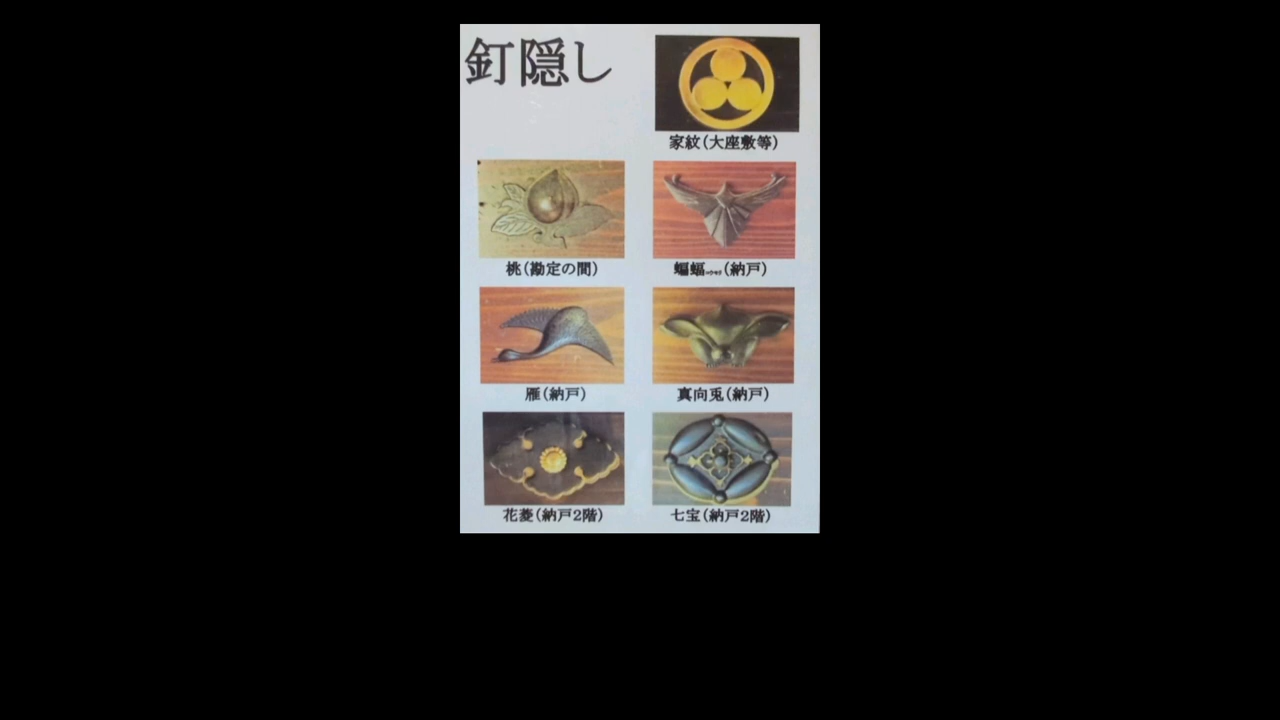 釘隠し
家紋(大座敷等)
桃(勘定の間)
蝙蝠(納戸)
雁(納戸)
真向兎(納戸)
花菱(納戸2階)
七宝(納戸2階)